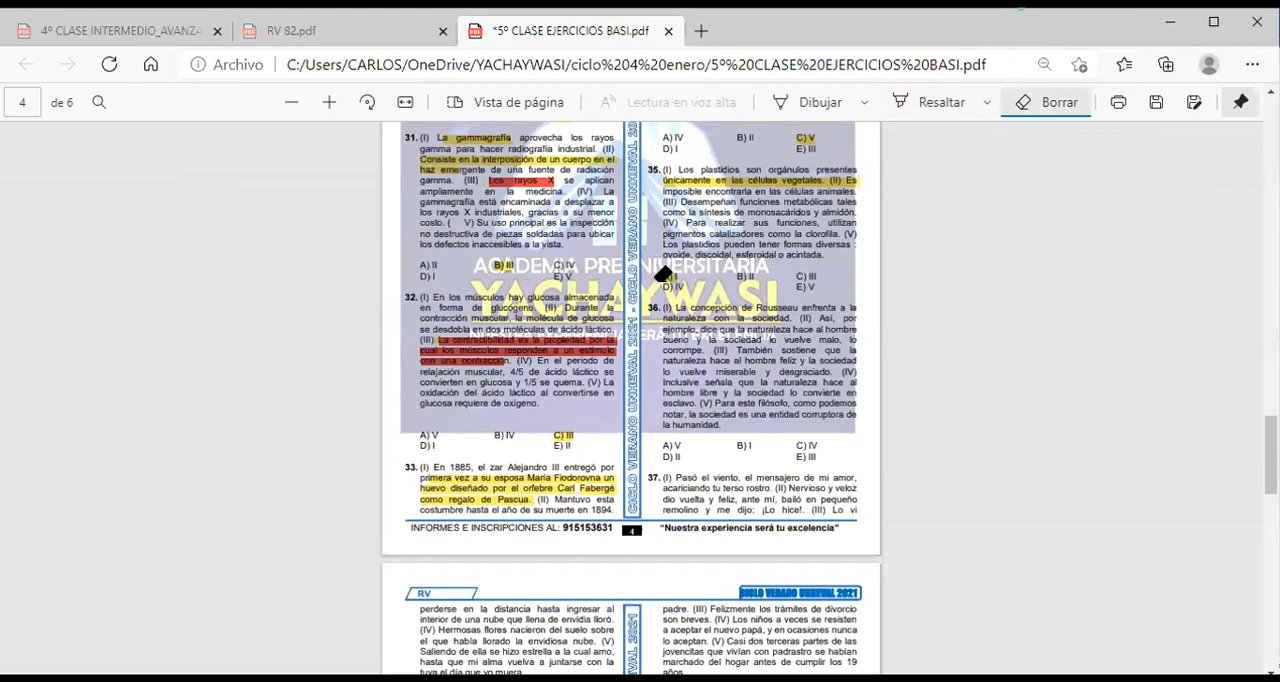 4º CLASE INTERMEDIO_AVANZA
RV 82.pdf
*5º CLASE EJERCICIOS BASI.pdf
Archivo
C:/Users/CARLOS/OneDrive/YACHAYWASI/ciclo%204%20enero/5º%20CLASE%20EJERCICIOS%20BASI.pdf
4
de 6
Vista de página
Lectura en voz alta
Dibujar
Resaltar
Borrar
31. (I) La gammagrafía aprovecha los rayos
gamma para hacer radiografía industrial. (II)
Consiste en la interposición de un cuerpo en el
haz emergente de una fuente de radiación
gamma. (III) Los rayos X se aplican
ampliamente en la medicina. (IV) La
gammagrafía está encaminada a desplazar a
los rayos X industriales, gracias a su menor
costo. ( V) Su uso principal es la inspección
no destructiva de piezas soldadas para ubicar
los defectos inaccesibles a la vista.
A) II B) III C) IV
D) I E) V
32. (I) En los músculos hay glucosa almacenada
en forma de glucógeno. (II) Durante la
contracción muscular, la molécula de glucosa
se desdobla en dos moléculas de ácido láctico.
(III) La contractibilidad es la propiedad por la
cual los músculos responden a un estímulo
con una contracción. (IV) En el periodo de
relajación muscular, 4/5 de ácido láctico se
convierten en glucosa y 1/5 se quema. (V) La
oxidación del ácido láctico al convertirse en
glucosa requiere de oxígeno.
A) V B) IV C) III
D) I E) II
33. (I) En 1885, el zar Alejandro III entregó por
primera vez a su esposa María Fiodorovna un
huevo diseñado por el orfebre Carl Fabergé
como regalo de Pascua. (II) Mantuvo esta
costumbre hasta el año de su muerte en 1894.
A) IV B) II C) V
D) I E) III
35. (I) Los plastidios son orgánulos presentes
únicamente en las células vegetales. (II) Es
imposible encontrarla en las células animales.
(III) Desempeñan funciones metabólicas tales
como la síntesis de monosacáridos y almidón.
(IV) Para realizar sus funciones, utilizan
pigmentos catalizadores como la clorofila. (V)
Los plastidios pueden tener formas diversas :
ovoide, discoidal, esferoidal o acintada.
I B) II C) III
D) IV E) V
36. (I) La concepción de Rousseau enfrenta a la
naturaleza con la sociedad. (II) Así, por
ejemplo, dice que la naturaleza hace al hombre
bueno y la sociedad lo vuelve malo, lo
corrompe. (III) También sostiene que la
naturaleza hace al hombre feliz y la sociedad
lo vuelve miserable y desgraciado. (IV)
Inclusive señala que la naturaleza hace al
hombre libre y la sociedad lo convierte en
esclavo. (V) Para este filósofo, como podemos
notar, la sociedad es una entidad corruptora de
la humanidad.
A) V B) I C) IV
D) II E) III
37. (I) Pasó el viento, el mensajero de mi amor,
acariciando tu terso rostro. (II) Nervioso y veloz
dio vuelta y feliz, ante mí, bailó en pequeño
remolino y me dijo: ¡Lo hice!. (III) Lo vi
ACADEMIA PREUNIVERSITARIA
YACHAYWASI
CICLO VERANO UNHEVAL 2021 - CICLO VERANO UNHEVAL 20
INFORMES E INSCRIPCIONES AL: 915153631
4
"Nuestra experiencia será tu excelencia"
RV
CICLO VERANO UNHEVAL 2021
perderse en la distancia hasta ingresar al
interior de una nube que llena de envidia lloró.
(IV) Hermosas flores nacieron del suelo sobre
el que había llorado la envidiosa nube. (V)
Saliendo de ella se hizo estrella a la cual amo,
hasta que mi alma vuelva a juntarse con la
tuya el día que yo muera.
2021
padre. (III) Felizmente los trámites de divorcio
son breves. (IV) Los niños a veces se resisten
a aceptar el nuevo papá, y en ocasiones nunca
lo aceptan. (V) Casi dos terceras partes de las
jovencitas que vivían con padrastro se habían
marchado del hogar antes de cumplir los 19
años.